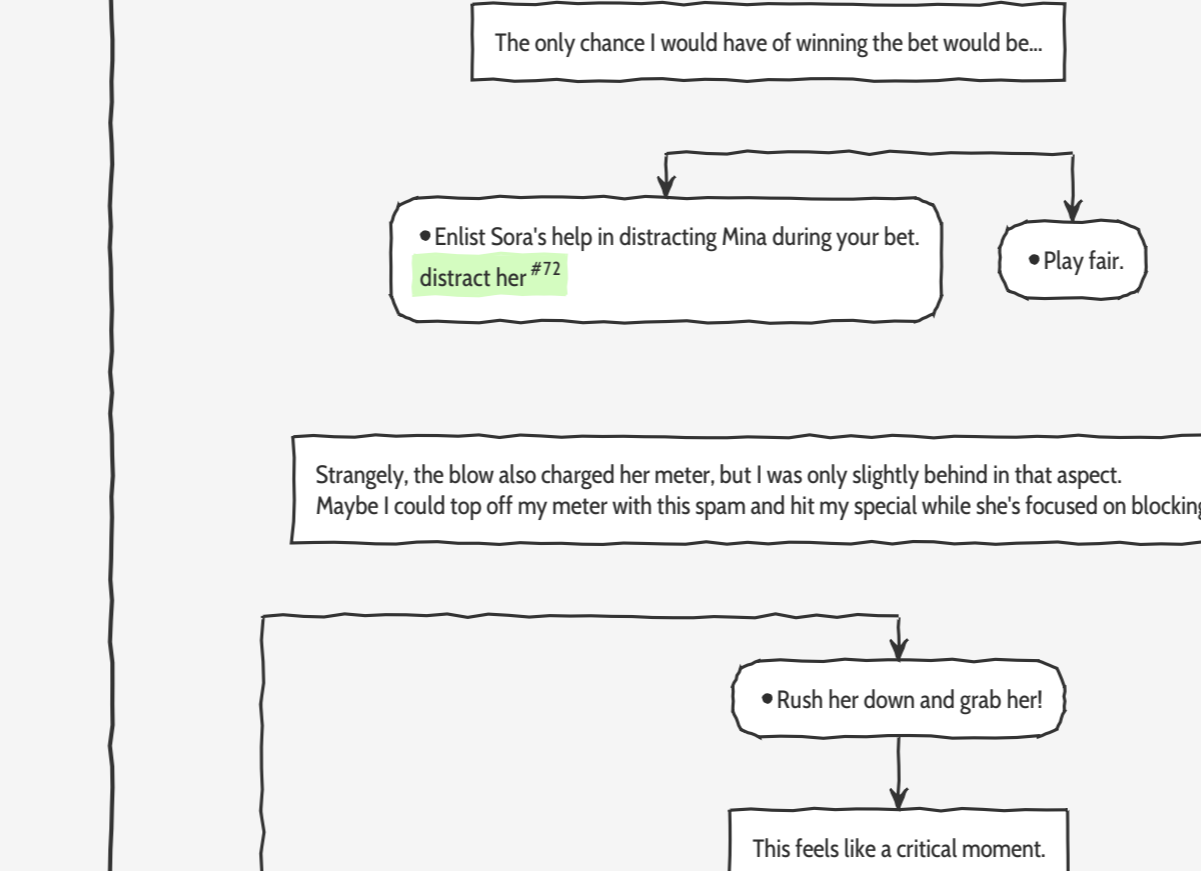 The only chance I would have of winning the bet would be...
•Enlist Sora's help in distracting Mina during your bet.
distract her #72
•Play fair.
Strangely, the blow also charged her meter, but I was only slightly behind in that aspect.
Maybe I could top off my meter with this spam and hit my special while she's focused on blocking
•Rush her down and grab her!
This feels like a critical moment.